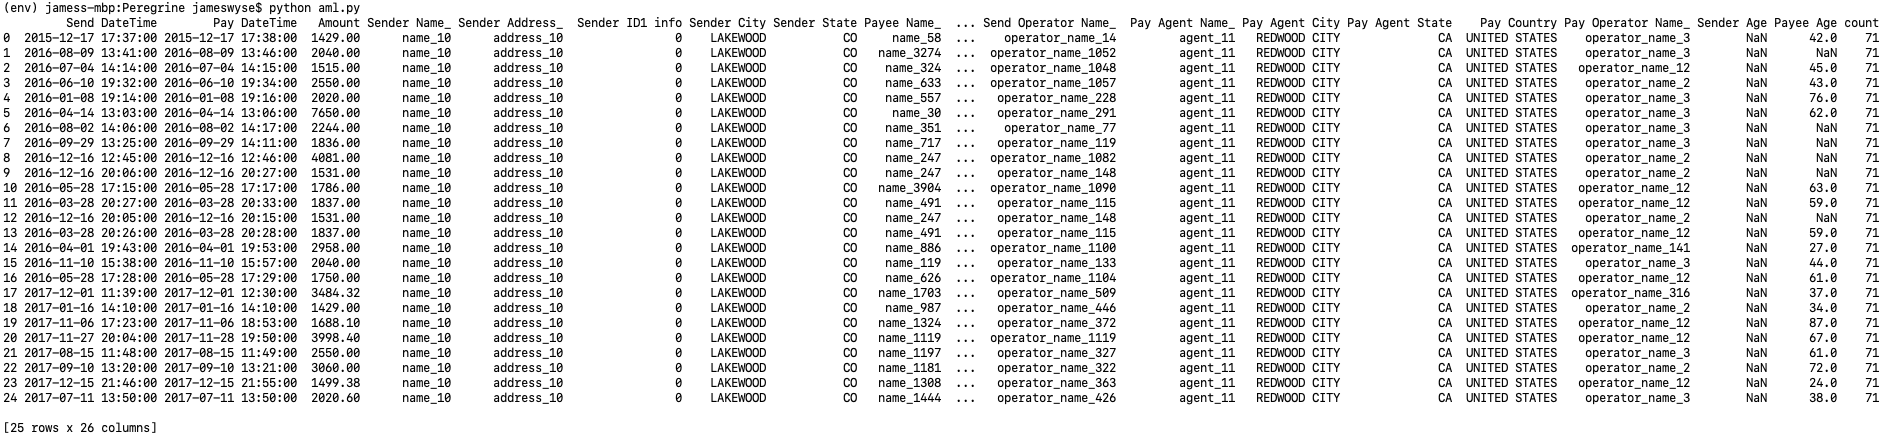 (env) jamess-mbp:Peregrine jameswyse$ python aml.py
Send DateTime Pay DateTime Amount Sender Name_ Sender Address_ Sender ID1 info Sender City Sender State Payee Name_ ... Send Operator Name_ Pay Agent Name_ Pay Agent City Pay Agent State Pay Country Pay Operator Name_ Sender Age Payee Age count
0 2015-12-17 17:37:00 2015-12-17 17:38:00 1429.00 name_10 address_10 0 LAKEWOOD CO name_58 ... operator_name_14 agent_11 REDWOOD CITY CA UNITED STATES operator_name_3 NaN 42.0 71
1 2016-08-09 13:41:00 2016-08-09 13:46:00 2040.00 name_10 address_10 0 LAKEWOOD CO name_3274 ... operator_name_1052 agent_11 REDWOOD CITY CA UNITED STATES operator_name_3 NaN NaN 71
2 2016-07-04 14:14:00 2016-07-04 14:15:00 1515.00 name_10 address_10 0 LAKEWOOD CO name_324 ... operator_name_1048 agent_11 REDWOOD CITY CA UNITED STATES operator_name_12 NaN 45.0 71
3 2016-06-10 19:32:00 2016-06-10 19:34:00 2550.00 name_10 address_10 0 LAKEWOOD CO name_633 ... operator_name_1057 agent_11 REDWOOD CITY CA UNITED STATES operator_name_2 NaN 43.0 71
4 2016-01-08 19:14:00 2016-01-08 19:16:00 2020.00 name_10 address_10 0 LAKEWOOD CO name_557 ... operator_name_228 agent_11 REDWOOD CITY CA UNITED STATES operator_name_3 NaN 76.0 71
5 2016-04-14 13:03:00 2016-04-14 13:06:00 7650.00 name_10 address_10 0 LAKEWOOD CO name_30 ... operator_name_291 agent_11 REDWOOD CITY CA UNITED STATES operator_name_3 NaN 62.0 71
6 2016-08-02 14:06:00 2016-08-02 14:17:00 2244.00 name_10 address_10 0 LAKEWOOD CO name_351 ... operator_name_77 agent_11 REDWOOD CITY CA UNITED STATES operator_name_3 NaN NaN 71
7 2016-09-29 13:25:00 2016-09-29 14:11:00 1836.00 name_10 address_10 0 LAKEWOOD CO name_717 ... operator_name_119 agent_11 REDWOOD CITY CA UNITED STATES operator_name_3 NaN NaN 71
8 2016-12-16 12:45:00 2016-12-16 12:46:00 4081.00 name_10 address_10 0 LAKEWOOD CO name_247 ... operator_name_1082 agent_11 REDWOOD CITY CA UNITED STATES operator_name_2 NaN NaN 71
9 2016-12-16 20:06:00 2016-12-16 20:27:00 1531.00 name_10 address_10 0 LAKEWOOD CO name_247 ... operator_name_148 agent_11 REDWOOD CITY CA UNITED STATES operator_name_2 NaN NaN 71
10 2016-05-28 17:15:00 2016-05-28 17:17:00 1786.00 name_10 address_10 0 LAKEWOOD CO name_3904 ... operator_name_1090 agent_11 REDWOOD CITY CA UNITED STATES operator_name_12 NaN 63.0 71
11 2016-03-28 20:27:00 2016-03-28 20:33:00 1837.00 name_10 address_10 0 LAKEWOOD CO name_491 ... operator_name_115 agent_11 REDWOOD CITY CA UNITED STATES operator_name_12 NaN 59.0 71
12 2016-12-16 20:05:00 2016-12-16 20:15:00 1531.00 name_10 address_10 0 LAKEWOOD CO name_247 ... operator_name_148 agent_11 REDWOOD CITY CA UNITED STATES operator_name_2 NaN NaN 71
13 2016-03-28 20:26:00 2016-03-28 20:28:00 1837.00 name_10 address_10 0 LAKEWOOD CO name_491 ... operator_name_115 agent_11 REDWOOD CITY CA UNITED STATES operator_name_12 NaN 59.0 71
14 2016-04-01 19:43:00 2016-04-01 19:53:00 2958.00 name_10 address_10 0 LAKEWOOD CO name_886 ... operator_name_1100 agent_11 REDWOOD CITY CA UNITED STATES operator_name_141 NaN 27.0 71
15 2016-11-10 15:38:00 2016-11-10 15:57:00 2040.00 name_10 address_10 0 LAKEWOOD CO name_119 ... operator_name_133 agent_11 REDWOOD CITY CA UNITED STATES operator_name_3 NaN 44.0 71
16 2016-05-28 17:28:00 2016-05-28 17:29:00 1750.00 name_10 address_10 0 LAKEWOOD CO name_626 ... operator_name_1104 agent_11 REDWOOD CITY CA UNITED STATES operator_name_12 NaN 61.0 71
17 2017-12-01 11:39:00 2017-12-01 12:30:00 3484.32 name_10 address_10 0 LAKEWOOD CO name_1703 ... operator_name_509 agent_11 REDWOOD CITY CA UNITED STATES operator_name_316 NaN 37.0 71
18 2017-01-16 14:10:00 2017-01-16 14:10:00 1429.00 name_10 address_10 0 LAKEWOOD CO name_987 ... operator_name_446 agent_11 REDWOOD CITY CA UNITED STATES operator_name_2 NaN 34.0 71
19 2017-11-06 17:23:00 2017-11-06 18:53:00 1688.10 name_10 address_10 0 LAKEWOOD CO name_1324 ... operator_name_372 agent_11 REDWOOD CITY CA UNITED STATES operator_name_12 NaN 87.0 71
20 2017-11-27 20:04:00 2017-11-28 19:50:00 3998.40 name_10 address_10 0 LAKEWOOD CO name_1119 ... operator_name_1119 agent_11 REDWOOD CITY CA UNITED STATES operator_name_12 NaN 67.0 71
21 2017-08-15 11:48:00 2017-08-15 11:49:00 2550.00 name_10 address_10 0 LAKEWOOD CO name_1197 ... operator_name_327 agent_11 REDWOOD CITY CA UNITED STATES operator_name_3 NaN 61.0 71
22 2017-09-10 13:20:00 2017-09-10 13:21:00 3060.00 name_10 address_10 0 LAKEWOOD CO name_1181 ... operator_name_322 agent_11 REDWOOD CITY CA UNITED STATES operator_name_2 NaN 72.0 71
23 2017-12-15 21:46:00 2017-12-15 21:55:00 1499.38 name_10 address_10 0 LAKEWOOD CO name_1308 ... operator_name_363 agent_11 REDWOOD CITY CA UNITED STATES operator_name_12 NaN 24.0 71
24 2017-07-11 13:50:00 2017-07-11 13:50:00 2020.60 name_10 address_10 0 LAKEWOOD CO name_1444 ... operator_name_426 agent_11 REDWOOD CITY CA UNITED STATES operator_name_3 NaN 38.0 71
[25 rows x 26 columns]